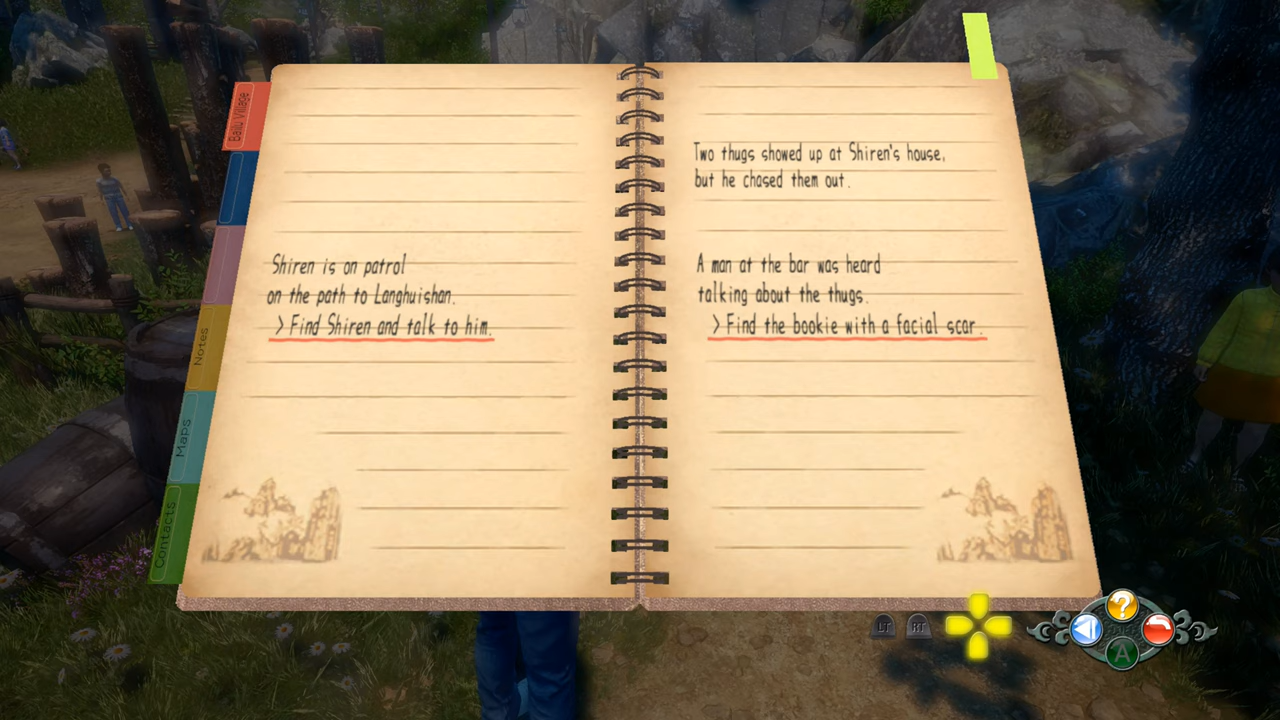 Bailu Village
Notes
Maps
Contacts
Shiren is on patrol
on the path to Langhuishan.
> Find Shiren and talk to him.
Two thugs showed up at Shiren's house,
but he chased them out.
A man at the bar was heard
talking about the thugs.
> Find the bookie with a facial scar.
LT
RT
?
A